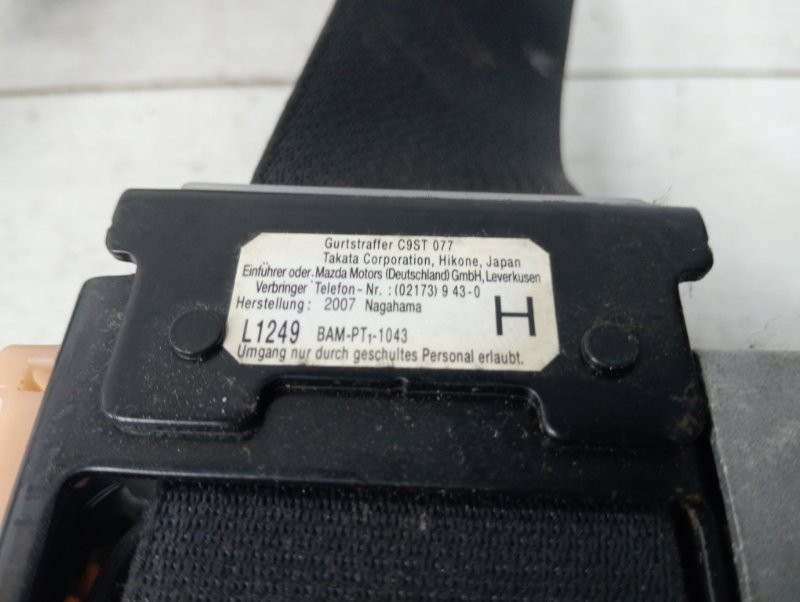 Gurtstraffer C9ST 077
Takata Corporation, Hikone, Japan
Einführer oder. Mazda Motors (Deutschland) GmbH, Leverkusen
Verbringer Telefon-Nr. : (02173) 9 43-0
Herstellung: 2007 Nagahama
L1249 BAM-PT1-1043 H
Umgang nur durch geschultes Personal erlaubt.